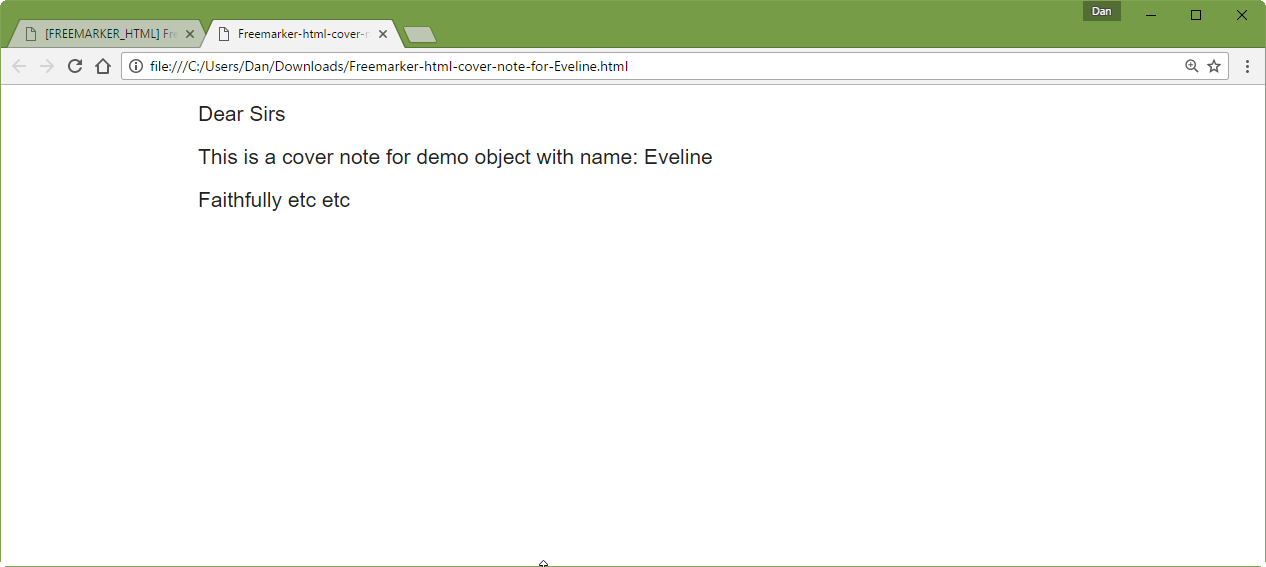 Dan
[FREEMARKER_HTML] Fre
Freemarker-html-cover-n
file:///C:/Users/Dan/Downloads/Freemarker-html-cover-note-for-Eveline.html
Dear Sirs
This is a cover note for demo object with name: Eveline
Faithfully etc etc